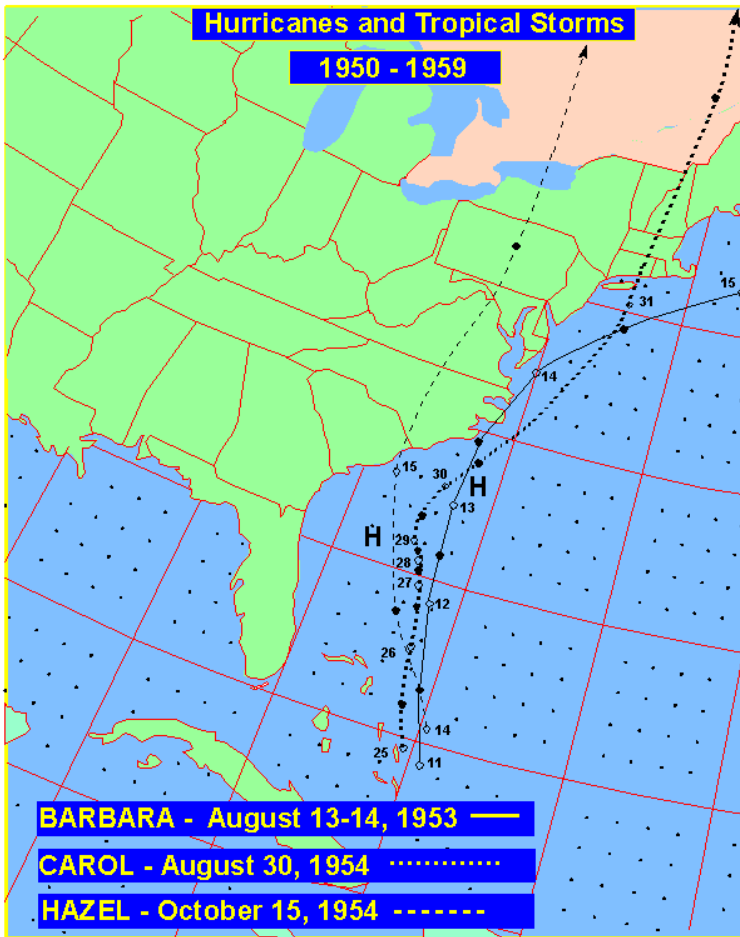 Hurricanes and Tropical Storms
1950 - 1959
15
31
14
15
30
H
13
H
29
28
27
12
26
14
25
11
BARBARA - August 13-14, 1953
CAROL - August 30, 1954
HAZEL - October 15, 1954